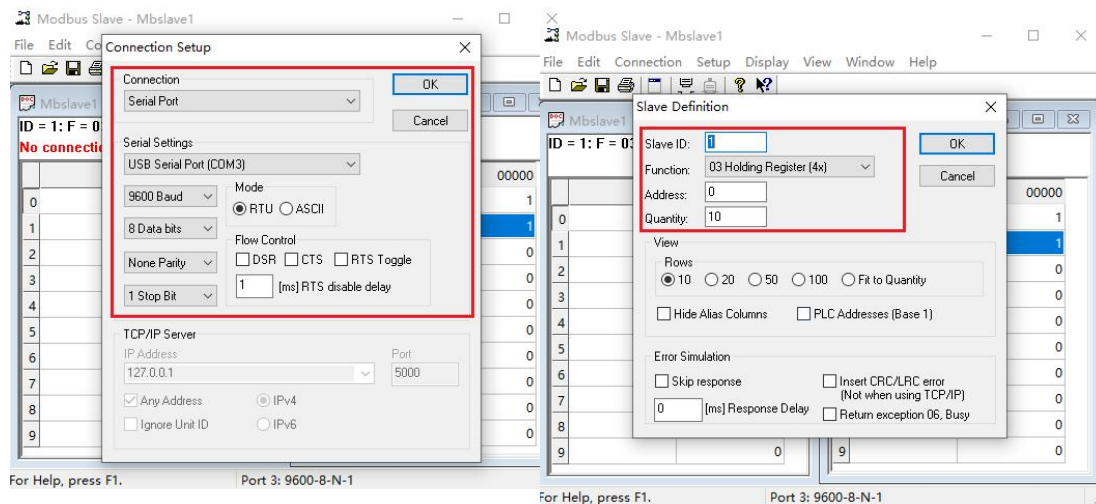 Modbus Slave - Mbslave1
File Edit Co
Connection Setup
Connection
Serial Port
OK
Cancel
Serial Settings
USB Serial Port (COM3)
9600 Baud
Mode
RTU ASCII
8 Data bits
Flow Control
DSR CTS RTS Toggle
None Parity
1 [ms] RTS disable delay
1 Stop Bit
TCP/IP Server
IP Address
Port
127.0.0.1
5000
Any Address
IPv4
Ignore Unit ID
IPv6
Mbslave1
ID = 1: F = 0
No connecti
00000
0 1
1 1
2 0
3 0
4 0
5 0
6 0
7 0
8 0
9 0
For Help, press F1.
Port 3: 9600-8-N-1
Modbus Slave - Mbslave1
File Edit Connection Setup Display View Window Help
Slave Definition
Slave ID: 1
OK
Function: 03 Holding Register (4x)
Cancel
Address: 0
Quantity: 10
View
Rows
10 20 50 100 Fit to Quantity
Hide Alias Columns
PLC Addresses (Base 1)
Error Simulation
Skip response
Insert CRC/LRC error
(Not when using TCP/IP)
0 [ms] Response Delay
Return exception 06, Busy
Mbslave1
ID = 1: F = 03
00000
0 1
1 1
2 0
3 0
4 0
5 0
6 0
7 0
8 0
9 0 9 0
For Help, press F1.
Port 3: 9600-8-N-1